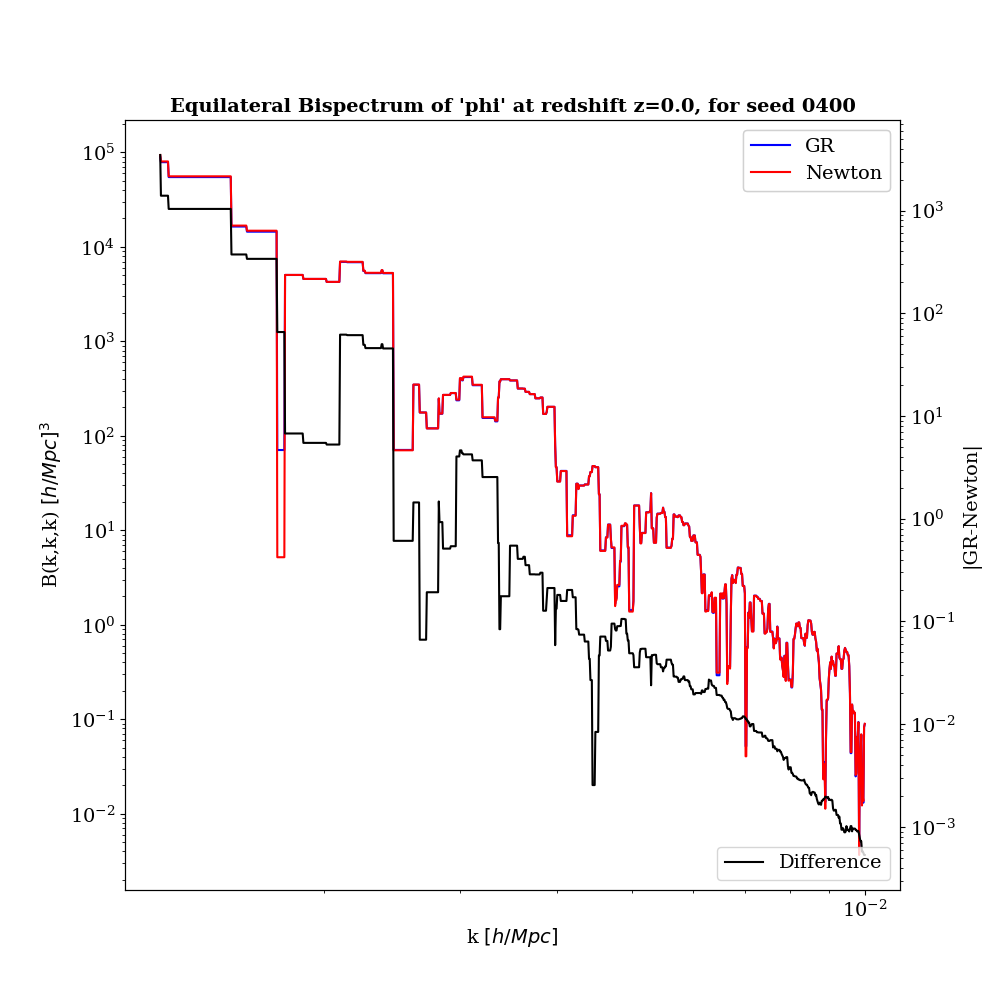 Equilateral Bispectrum of 'phi' at redshift z=0.0, for seed 0400
GR
Newton
10^5
10^4
10^3
10^2
10^1
10^0
10^-1
10^-2
B(k,k,k) [h/Mpc]^3
10^3
10^2
10^1
10^0
10^-1
10^-2
10^-3
|GR-Newton|
Difference
10^-2
k [h/Mpc]